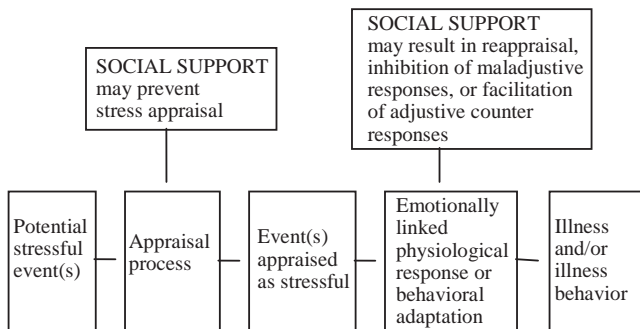 SOCIAL SUPPORT
may prevent
stress appraisal
SOCIAL SUPPORT
may result in reappraisal,
inhibition of maladjustive
responses, or facilitation
of adjustive counter
responses
Potential
stressful
event(s)
Appraisal
process
Event(s)
appraised
as stressful
Emotionally
linked
physiological
response or
behavioral
adaptation
Illness
and/or
illness
behavior